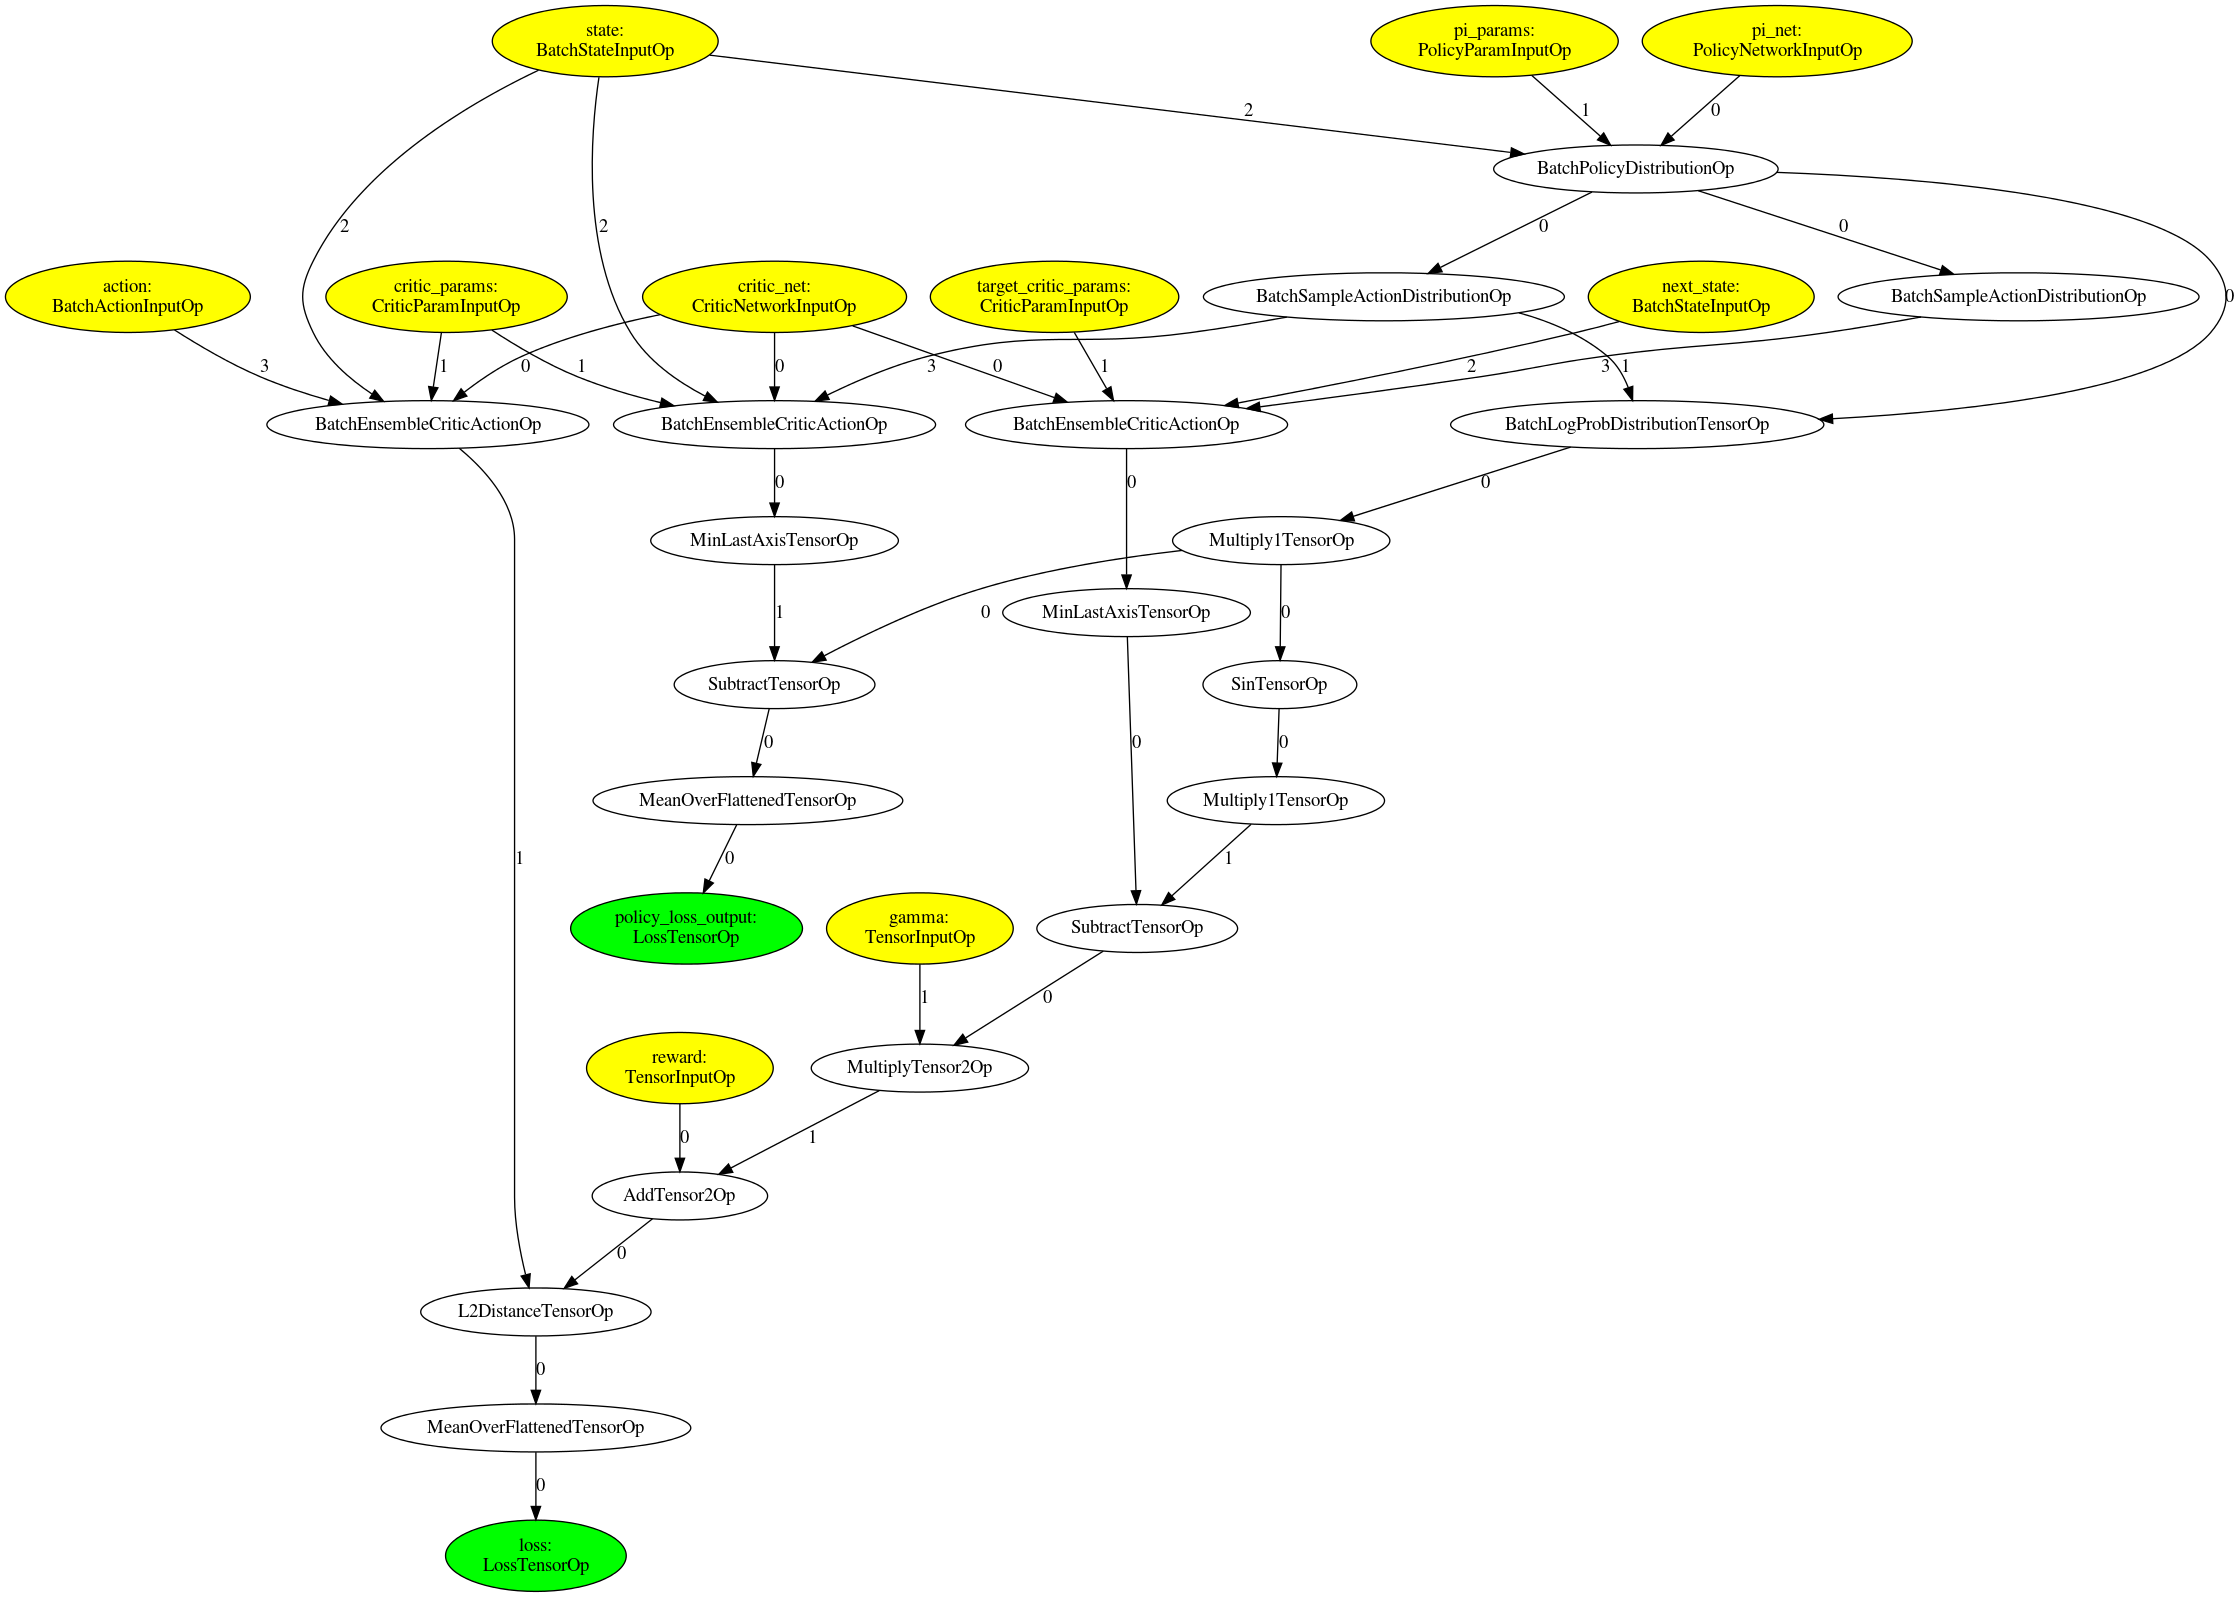 state:
BatchStateInputOp
pi_params:
PolicyParamInputOp
pi_net:
PolicyNetworkInputOp
2
1
0
BatchPolicyDistributionOp
2
2
0
0
action:
BatchActionInputOp
critic_params:
CriticParamInputOp
critic_net:
CriticNetworkInputOp
target_critic_params:
CriticParamInputOp
BatchSampleActionDistributionOp
next_state:
BatchStateInputOp
BatchSampleActionDistributionOp
0
3
1
0
1
0
3
0
1
2
3
1
BatchEnsembleCriticActionOp
BatchEnsembleCriticActionOp
BatchEnsembleCriticActionOp
BatchLogProbDistributionTensorOp
0
0
0
MinLastAxisTensorOp
Multiply1TensorOp
1
0
MinLastAxisTensorOp
0
SubtractTensorOp
SinTensorOp
0
0
0
MeanOverFlattenedTensorOp
Multiply1TensorOp
1
0
1
policy_loss_output:
LossTensorOp
gamma:
TensorInputOp
SubtractTensorOp
1
0
reward:
TensorInputOp
MultiplyTensor2Op
0
1
AddTensor2Op
0
L2DistanceTensorOp
0
MeanOverFlattenedTensorOp
0
loss:
LossTensorOp